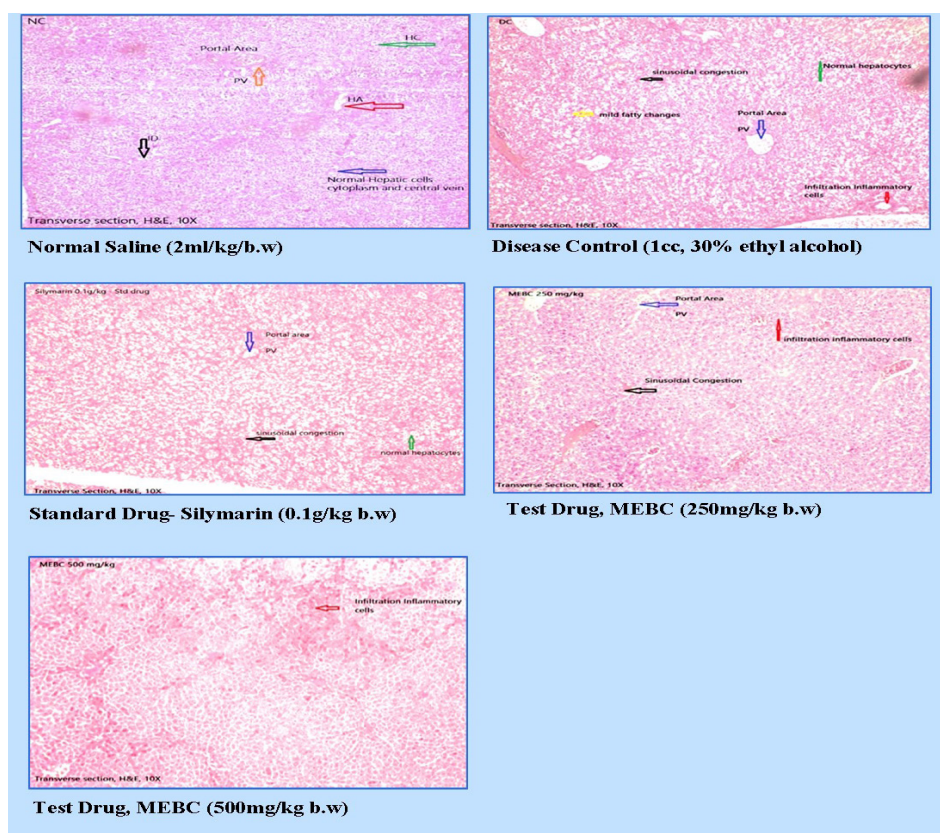 NC
HC
Portal Area
PV
HA
ID
Normal Hepatic cells
cytoplasm and central vein
Transverse section, H&E, 10X
Normal Saline (2ml/kg/b.w)
DC
Normal hepatocytes
sinusoidal congestion
mild fatty changes
Portal Area
PV
Infiltration inflammatory
cells
Transverse section, H&E, 10X
Disease Control (1cc, 30% ethyl alcohol)
Silymarin 0.1g/kg - Std drug
Portal area
PV
sinusoidal congestion
normal hepatocytes
Transverse Section, H&E, 10X
Standard Drug- Silymarin (0.1g/kg b.w)
MEBC 250 mg/kg
Portal Area
PV
infiltration inflammatory cells
Sinusoidal Congestion
Transverse section, H&E, 10X
Test Drug, MEBC (250mg/kg b.w)
MEBC 500 mg/kg
Infiltration Inflammatory
cells
Transverse section, H&E, 10X
Test Drug, MEBC (500mg/kg b.w)